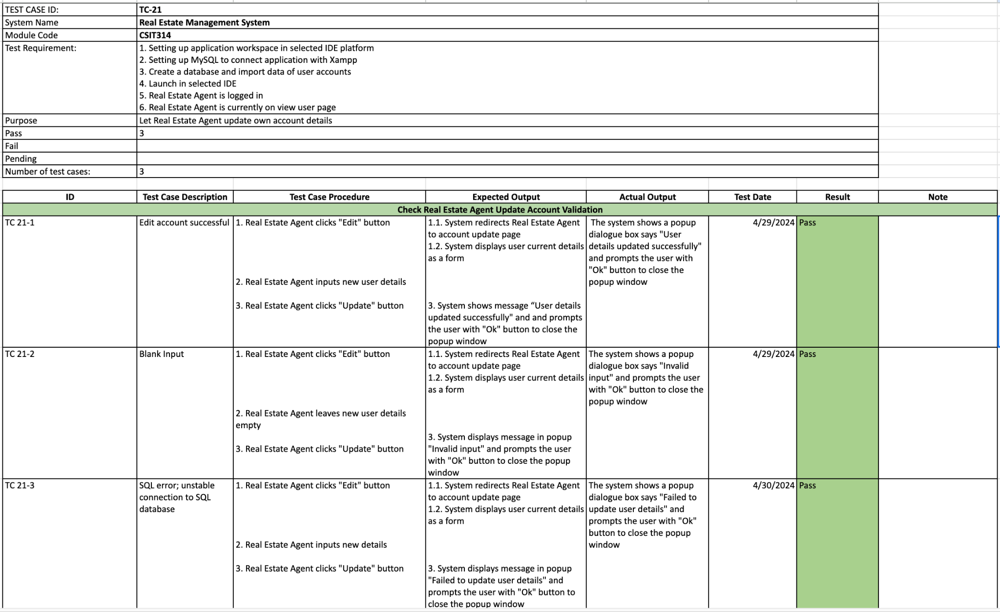 TEST CASE ID: TC-21
System Name Real Estate Management System
Module Code CSIT314
Test Requirement: 1. Setting up application workspace in selected IDE platform
2. Setting up MySQL to connect application with Xampp
3. Create a database and import data of user accounts
4. Launch in selected IDE
5. Real Estate Agent is logged in
6. Real Estate Agent is currently on view user page
Purpose Let Real Estate Agent update own account details
Pass 3
Fail
Pending
Number of test cases: 3
ID Test Case Description Test Case Procedure Expected Output Actual Output Test Date Result Note
Check Real Estate Agent Update Account Validation
TC 21-1
Edit account successful
1. Real Estate Agent clicks "Edit" button
2. Real Estate Agent inputs new user details
3. Real Estate Agent clicks "Update" button
1.1. System redirects Real Estate Agent
to account update page
1.2. System displays user current details
as a form
3. System shows message “User details
updated successfully" and and prompts
the user with "Ok" button to close the
popup window
The system shows a popup
dialogue box says "User
details updated successfully"
and prompts the user with
"Ok" button to close the
popup window
4/29/2024
Pass
TC 21-2
Blank Input
1. Real Estate Agent clicks "Edit" button
2. Real Estate Agent leaves new user details
empty
3. Real Estate Agent clicks "Update" button
1.1. System redirects Real Estate Agent
to account update page
1.2. System displays user current details
as a form
3. System displays message in popup
"Invalid input" and prompts the user
with "Ok" button to close the popup
window
The system shows a popup
dialogue box says "Invalid
input" and prompts the user
with "Ok" button to close the
popup window
4/29/2024
Pass
TC 21-3
SQL error; unstable
connection to SQL
database
1. Real Estate Agent clicks "Edit" button
2. Real Estate Agent inputs new details
3. Real Estate Agent clicks "Update" button
1.1. System redirects Real Estate Agent
to account update page
1.2. System displays user current details
as a form
3. System displays message in popup
"Failed to update user details" and
prompts the user with "Ok" button to
close the popup window
The system shows a popup
dialogue box says "Failed to
update user details" and
prompts the user with "Ok"
button to close the popup
window
4/30/2024
Pass